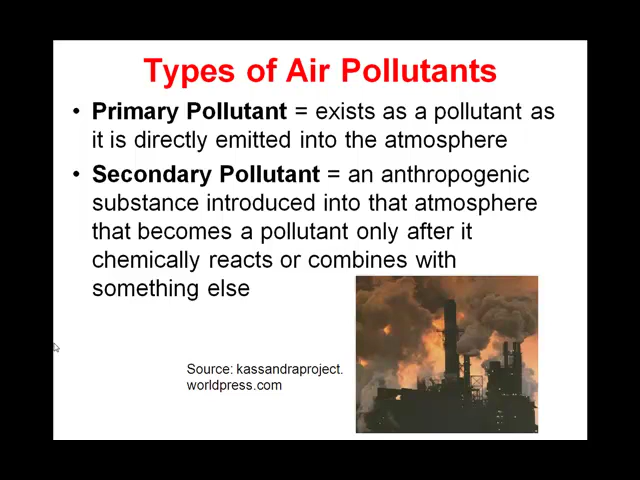 Types of Air Pollutants
• Primary Pollutant = exists as a pollutant as
it is directly emitted into the atmosphere
• Secondary Pollutant = an anthropogenic
substance introduced into that atmosphere
that becomes a pollutant only after it
chemically reacts or combines with
something else
Source: kassandraproject.
worldpress.com